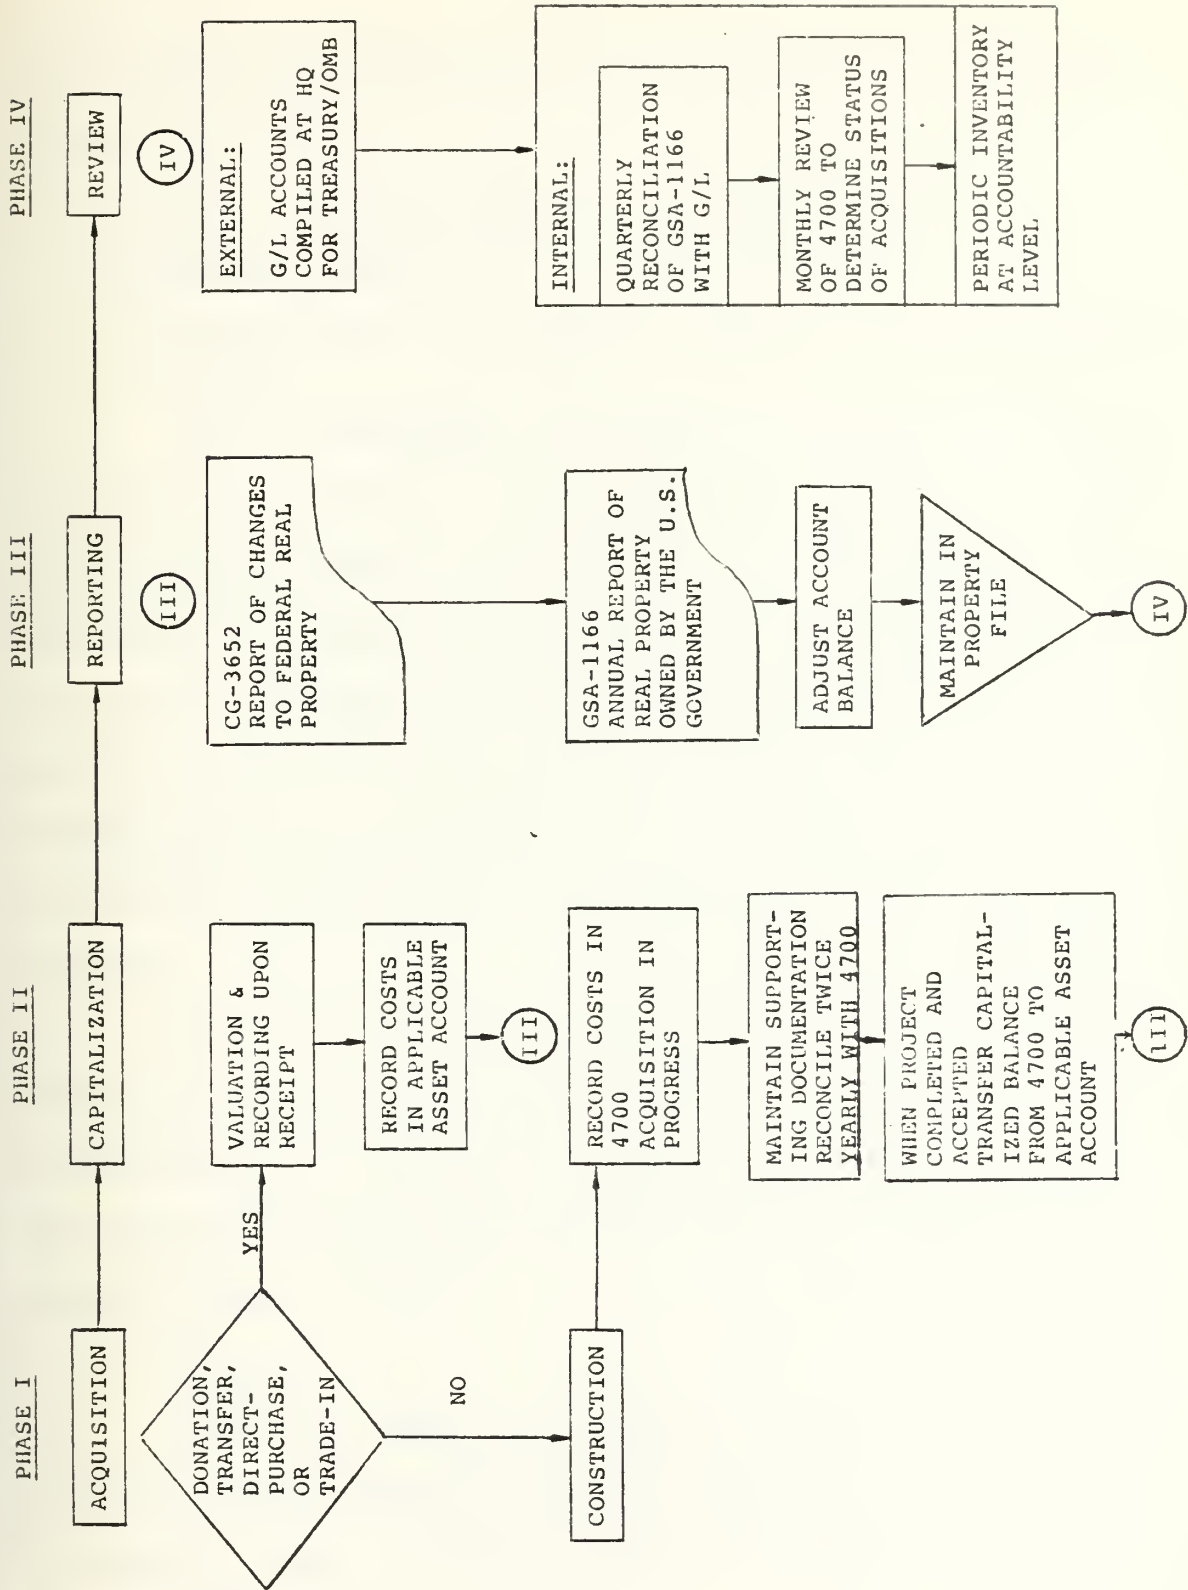 PHASE I
PHASE II
PHASE III
PHASE IV
ACQUISITION
CAPITALIZATION
REPORTING
REVIEW
DONATION,
TRANSFER,
DIRECT-
PURCHASE,
OR
TRADE-IN
YES
NO
CONSTRUCTION
VALUATION &
RECORDING UPON
RECEIPT
RECORD COSTS
IN APPLICABLE
ASSET ACCOUNT
III
RECORD COSTS IN
4700
ACQUISITION IN
PROGRESS
MAINTAIN SUPPORT-
ING DOCUMENTATION
RECONCILE TWICE
YEARLY WITH 4700
WHEN PROJECT
COMPLETED AND
ACCEPTED
TRANSFER CAPITAL-
IZED BALANCE
FROM 4700 TO
APPLICABLE ASSET
ACCOUNT
III
III
CG-3652
REPORT OF CHANGES
TO FEDERAL REAL
PROPERTY
GSA-1166
ANNUAL REPORT OF
REAL PROPERTY
OWNED BY THE U.S.
GOVERNMENT
ADJUST ACCOUNT
BALANCE
MAINTAIN IN
PROPERTY
FILE
IV
IV
EXTERNAL:
G/L ACCOUNTS
COMPILED AT HQ
FOR TREASURY/OMB
INTERNAL:
QUARTERLY
RECONCILIATION
OF GSA-1166
WITH G/L
MONTHLY REVIEW
OF 4700 TO
DETERMINE STATUS
OF ACQUISITIONS
PERIODIC INVENTORY
AT ACCOUNTABILITY
LEVEL